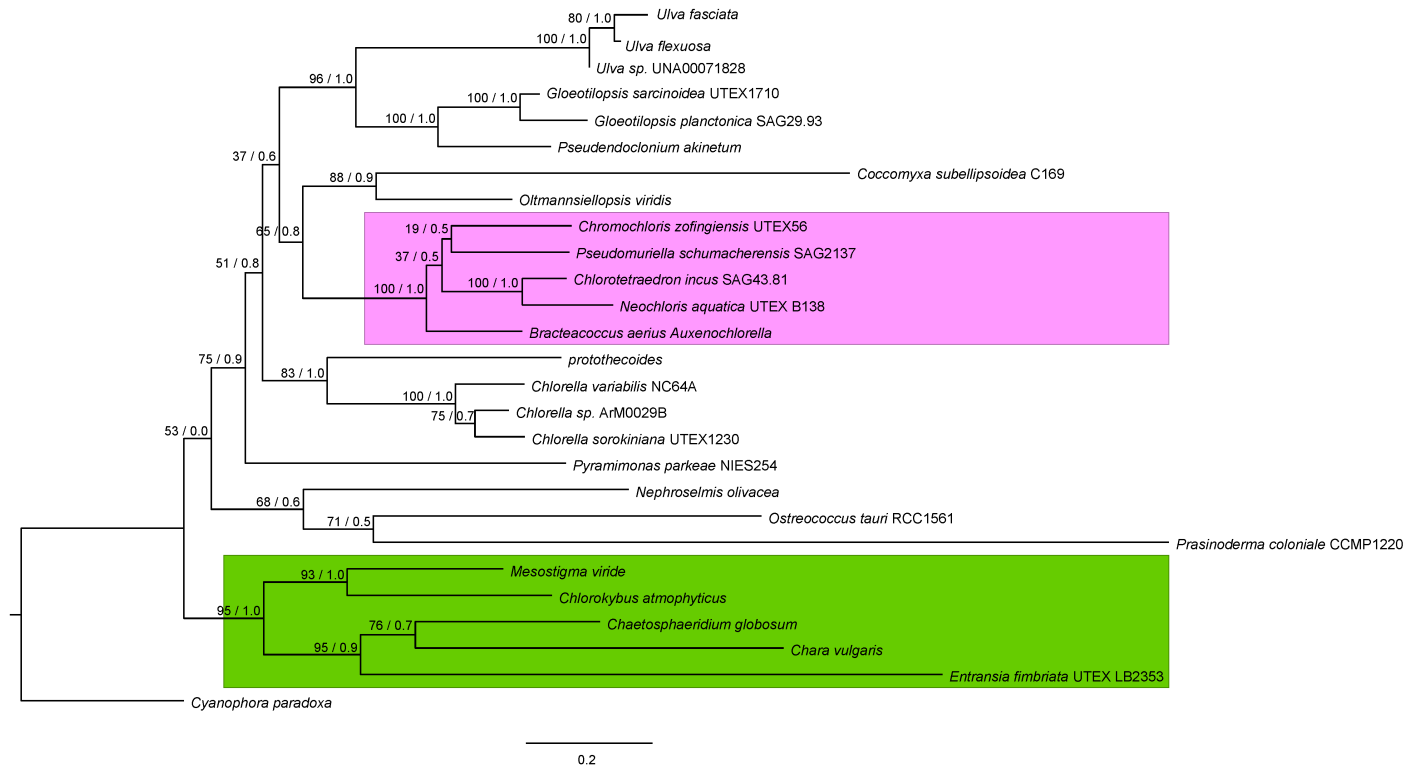 80 / 1.0
Ulva fasciata
100 / 1.0
Ulva flexuosa
Ulva sp. UNA00071828
96 / 1.0
100 / 1.0
Gloeotilopsis sarcinoidea UTEX1710
100 / 1.0
Gloeotilopsis planctonica SAG29.93
Pseudendoclonium akinetum
37 / 0.6
88 / 0.9
Coccomyxa subellipsoidea C169
Oltmannsiellopsis viridis
65 / 0.8
19 / 0.5
Chromochloris zofingiensis UTEX56
37 / 0.5
Pseudomuriella schumacherensis SAG2137
51 / 0.8
100 / 1.0
100 / 1.0
Chlorotetraedron incus SAG43.81
Neochloris aquatica UTEX B138
Bracteacoccus aerius Auxenochlorella
75 / 0.9
83 / 1.0
protothecoides
100 / 1.0
Chlorella variabilis NC64A
75 / 0.7
Chlorella sp. ArM0029B
Chlorella sorokiniana UTEX1230
53 / 0.0
Pyramimonas parkeae NIES254
68 / 0.6
Nephroselmis olivacea
71 / 0.5
Ostreococcus tauri RCC1561
Prasinoderma coloniale CCMP1220
93 / 1.0
Mesostigma viride
Chlorokybus atmophyticus
95 / 1.0
76 / 0.7
Chaetosphaeridium globosum
95 / 0.9
Chara vulgaris
Entransia fimbriata UTEX LB2353
Cyanophora paradoxa
0.2